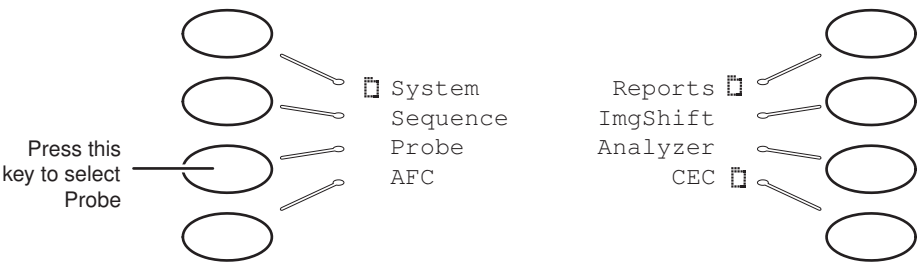 System
Sequence
Probe
AFC
Reports
ImgShift
Analyzer
CEC
Press this
key to select
Probe